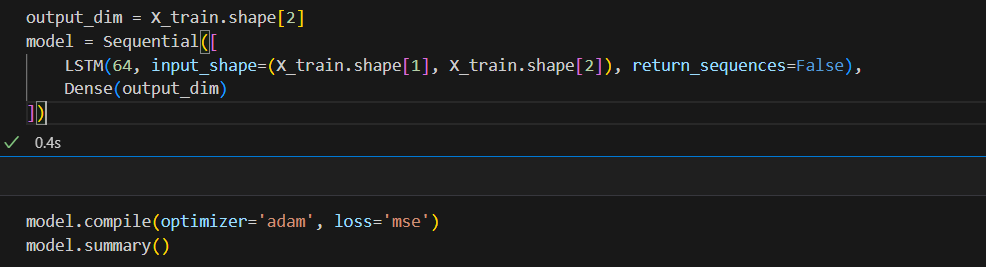 output_dim = X_train.shape[2]
model = Sequential([
    LSTM(64, input_shape=(X_train.shape[1], X_train.shape[2]), return_sequences=False),
    Dense(output_dim)
])
0.4s
model.compile(optimizer='adam', loss='mse')
model.summary()